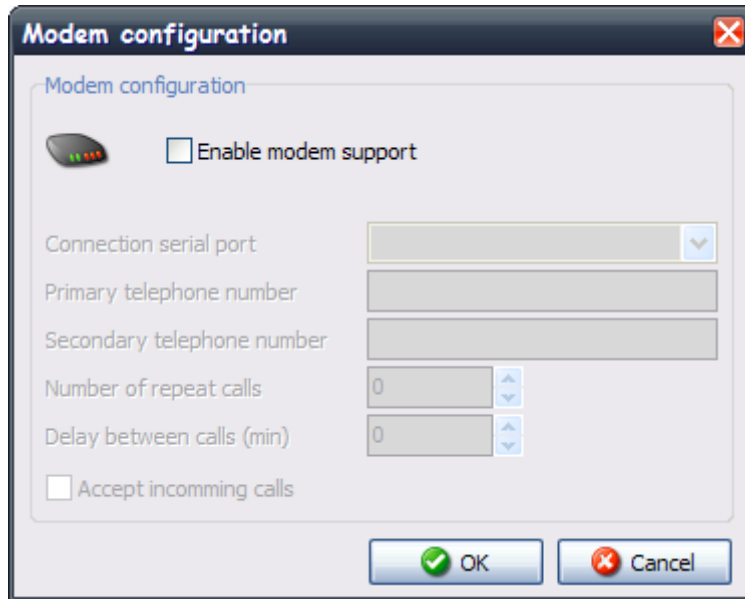 Modem configuration
Modem configuration
Enable modem support
Connection serial port
Primary telephone number
Secondary telephone number
Number of repeat calls 0
Delay between calls (min) 0
Accept incomming calls
OK Cancel